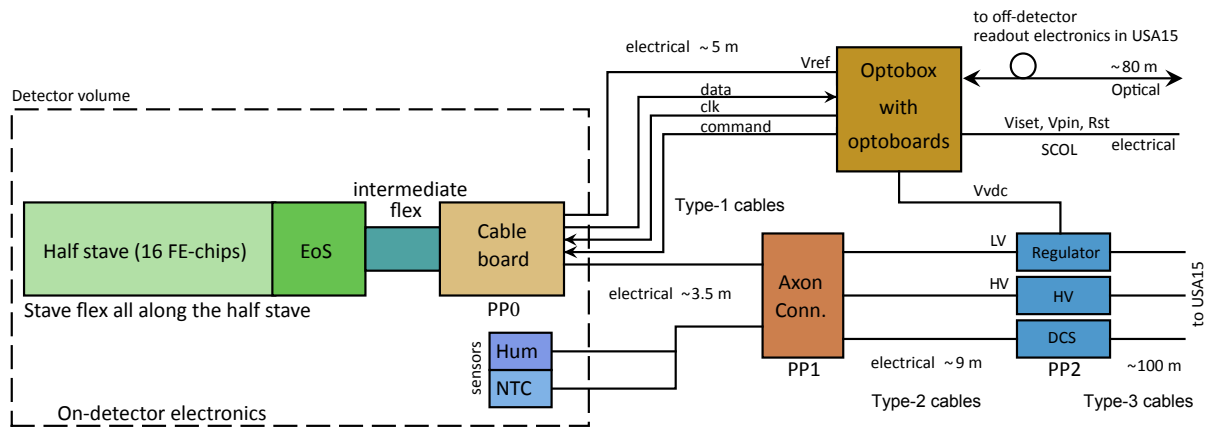 to off-detector
readout electronics in USA15
electrical ~ 5 m
Vref
Optobox
with
optoboards
~80 m
Optical
Detector volume
data
clk
command
Viset, Vpin, Rst
SCOL
electrical
intermediate
flex
Vvdc
Type-1 cables
Half stave (16 FE-chips)
EoS
Cable
board
LV
Regulator
Stave flex all along the half stave
PP0
electrical ~3.5 m
Axon
Conn.
HV
HV
to USA15
sensors
Hum
NTC
DCS
PP1
electrical ~9 m
PP2
~100 m
On-detector electronics
Type-2 cables
Type-3 cables